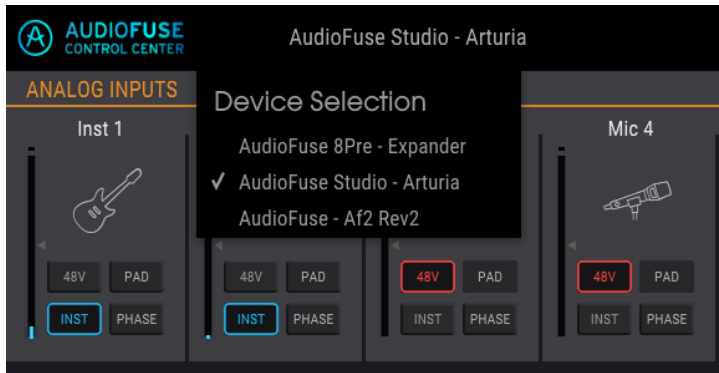 AUDIOFUSE
CONTROL CENTER
AudioFuse Studio - Arturia
ANALOG INPUTS
Device Selection
AudioFuse 8Pre - Expander
✓ AudioFuse Studio - Arturia
AudioFuse - Af2 Rev2
Inst 1
Mic 4
48V PAD 48V PAD 48V PAD 48V PAD
INST PHASE INST PHASE INST PHASE INST PHASE